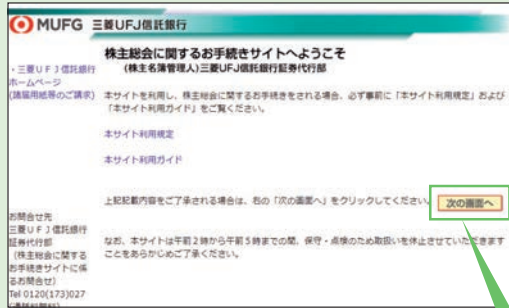 MUFG 三菱UFJ信託銀行
株主総会に関するお手続きサイトへようこそ
(株主名簿管理人)三菱UFJ信託銀行証券代行部
・三菱UFJ信託銀行
ホームページ
(諸届用紙等のご請求)
本サイトを利用し、株主総会に関するお手続きをされる場合、必ず事前に「本サイト利用規定」および
「本サイト利用ガイド」をご覧ください。
本サイト利用規定
本サイト利用ガイド
上記記載内容をご了承される場合は、右の「次の画面へ」をクリックしてください。
次の画面へ
なお、本サイトは午前2時から午前5時までの間、保守・点検のため取扱いを休止させていただきます
ことをあらかじめご了承ください。
お問合せ先
三菱UFJ信託銀行
証券代行部
(株主総会に関する
お手続きサイトに係
るお問合せ)
Tel 0120(173)027